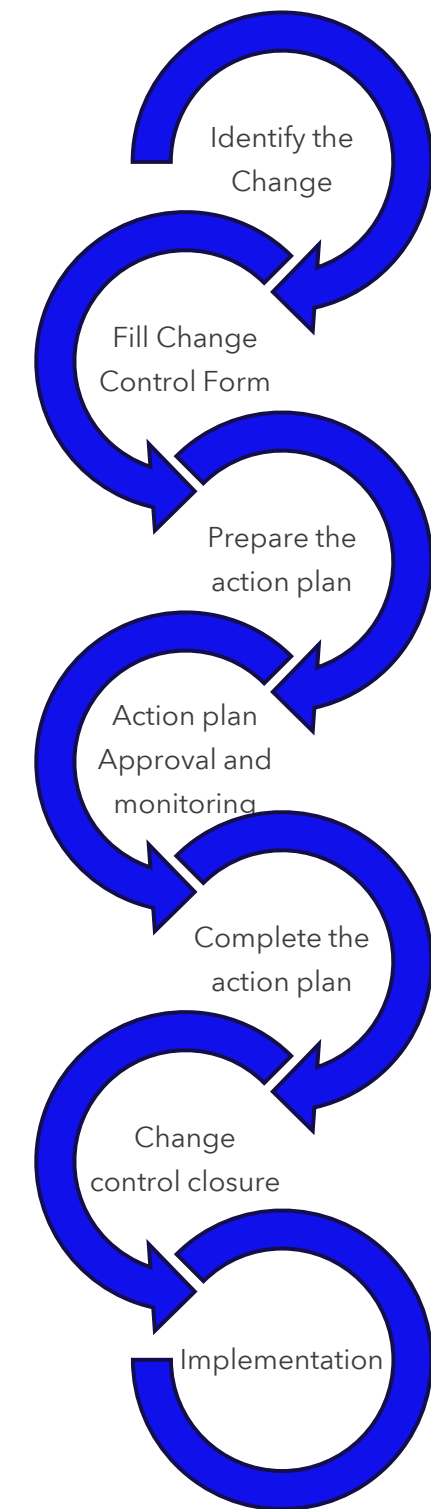 Identify the
Change
Fill Change
Control Form
Prepare the
action plan
Action plan
Approval and
monitoring
Complete the
action plan
Change
control closure
Implementation